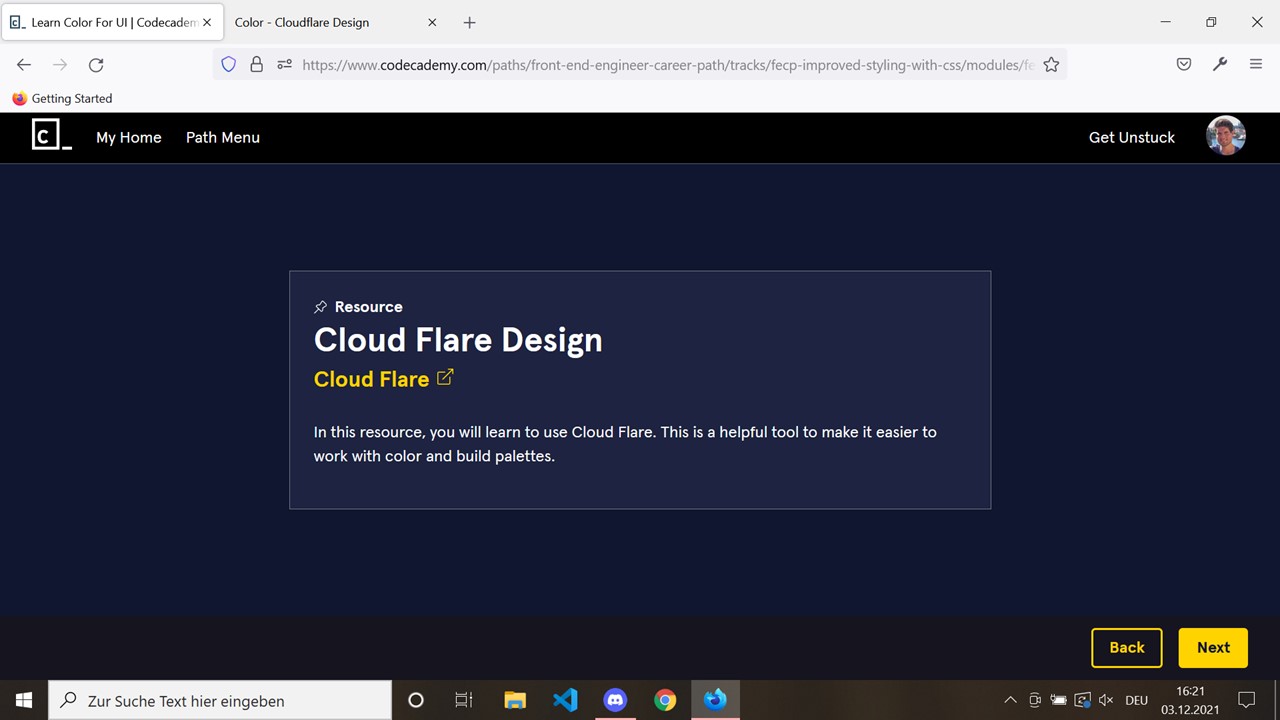 Learn Color For UI | Codecadem
Color - Cloudflare Design
https://www.codecademy.com/paths/front-end-engineer-career-path/tracks/fecp-improved-styling-with-css/modules/fe
Getting Started
c_
My Home
Path Menu
Get Unstuck
Resource
Cloud Flare Design
Cloud Flare
In this resource, you will learn to use Cloud Flare. This is a helpful tool to make it easier to
work with color and build palettes.
Back
Next
Zur Suche Text hier eingeben
DEU
16:21
03.12.2021